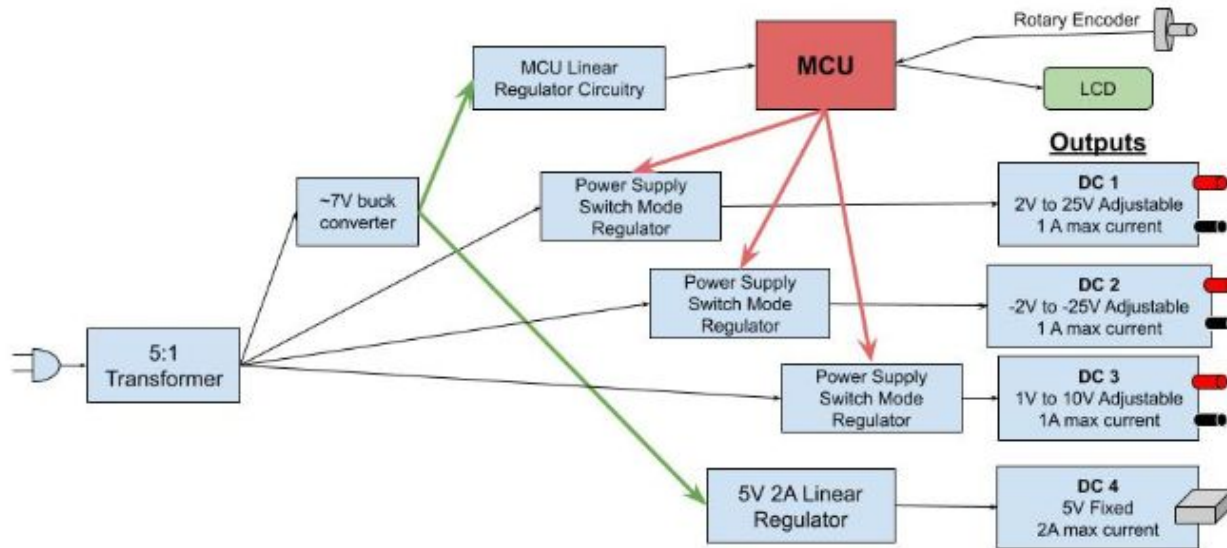 Rotary Encoder
MCU Linear
Regulator Circuitry
MCU
LCD
Outputs
~7V buck
converter
Power Supply
Switch Mode
Regulator
DC 1
2V to 25V Adjustable
1 A max current
Power Supply
Switch Mode
Regulator
DC 2
-2V to -25V Adjustable
1 A max current
5:1
Transformer
Power Supply
Switch Mode
Regulator
DC 3
1V to 10V Adjustable
1A max current
5V 2A Linear
Regulator
DC 4
5V Fixed
2A max current